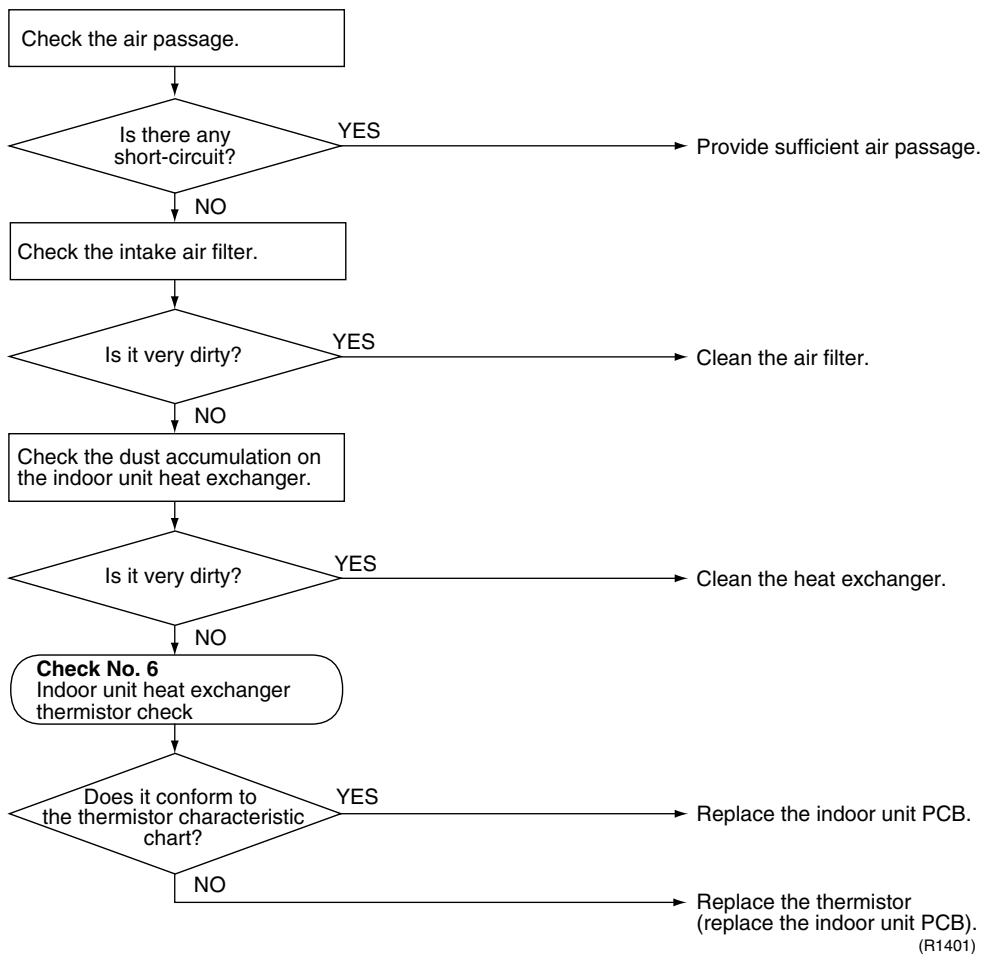 Check the air passage.
Is there any
short-circuit?
YES
Provide sufficient air passage.
NO
Check the intake air filter.
Is it very dirty?
YES
Clean the air filter.
NO
Check the dust accumulation on
the indoor unit heat exchanger.
Is it very dirty?
YES
Clean the heat exchanger.
NO
Check No. 6
Indoor unit heat exchanger
thermistor check
Does it conform to
the thermistor characteristic
chart?
YES
Replace the indoor unit PCB.
NO
Replace the thermistor
(replace the indoor unit PCB).
(R1401)